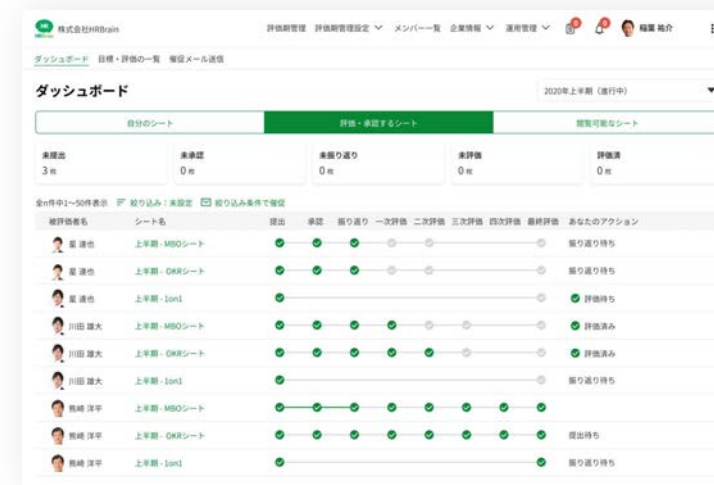 HR
HRBrain
株式会社HRBrain 評価期管理 評価期管理設定 メンバー一覧 企業情報 運用管理 稲葉 祐介
ダッシュボード 目標・評価の一覧 催促メール送信
ダッシュボード 2020年上半期（進行中）
自分のシート 評価・承認するシート 閲覧可能なシート
未提出 未承認 未振り返り 未評価 評価済
3 枚 0 枚 0 枚 0 枚 0 枚
全n件中1〜50件表示 絞り込み：未設定 絞り込み条件で催促
被評価者名 シート名 提出 承認 振り返り 一次評価 二次評価 三次評価 四次評価 最終評価 あなたのアクション
星 達也 上半期 - MBOシート 振り返り待ち
星 達也 上半期 - OKRシート 振り返り待ち
星 達也 上半期 - 1on1 評価待ち
川田 雄大 上半期 - MBOシート 評価済み
川田 雄大 上半期 - OKRシート 評価済み
川田 雄大 上半期 - 1on1 振り返り待ち
熊崎 洋平 上半期 - MBOシート
熊崎 洋平 上半期 - OKRシート 提出待ち
熊崎 洋平 上半期 - 1on1 振り返り待ち